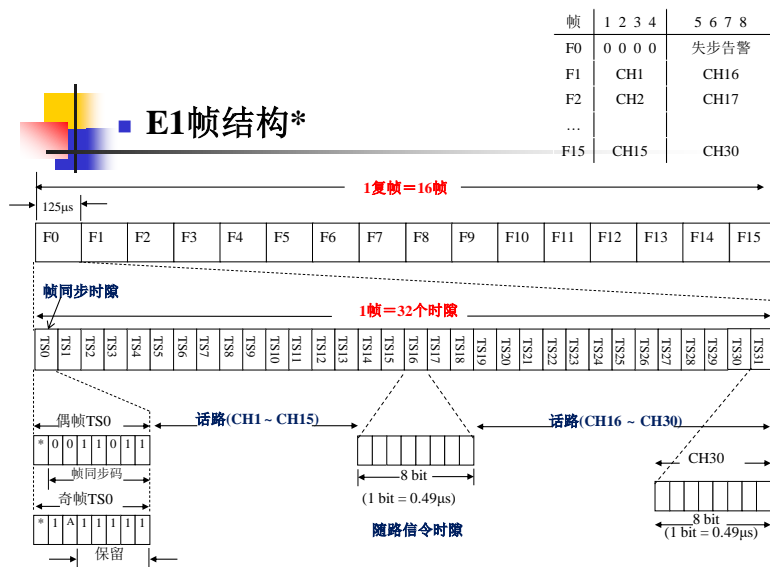 帧 1 2 3 4 5 6 7 8
F0 0 0 0 0 失步告警
F1 CH1 CH16
F2 CH2 CH17
…
F15 CH15 CH30
E1帧结构*
1复帧＝16帧
125μs
F0 F1 F2 F3 F4 F5 F6 F7 F8 F9 F10 F11 F12 F13 F14 F15
帧同步时隙
1帧＝32个时隙
TS0 TS1 TS2 TS3 TS4 TS5 TS6 TS7 TS8 TS9 TS10 TS11 TS12 TS13 TS14 TS15 TS16 TS17 TS18 TS19 TS20 TS21 TS22 TS23 TS24 TS25 TS26 TS27 TS28 TS29 TS30 TS31
偶帧TS0
话路(CH1 ~ CH15)
话路(CH16 ~ CH30)
* 0 0 1 1 0 1 1
帧同步码
8 bit
(1 bit = 0.49μs)
CH30
奇帧TS0
* 1 A 1 1 1 1 1
保留
随路信令时隙
8 bit
(1 bit = 0.49μs)